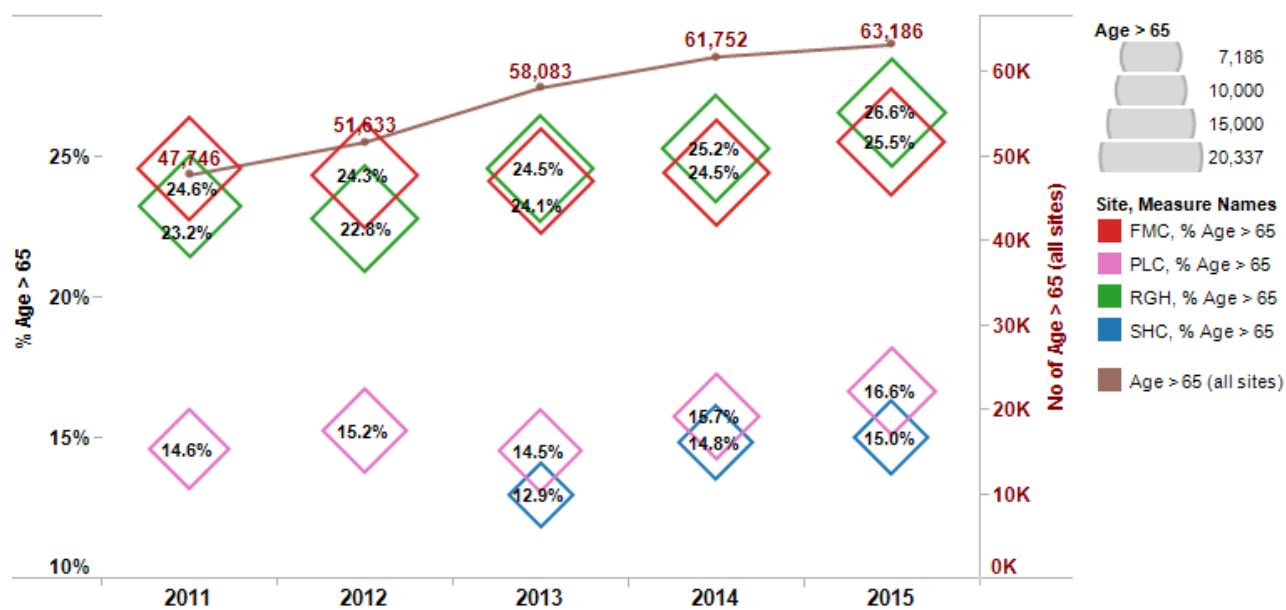 47,746
51,633
58,083
61,752
63,186
25%
20%
15%
10%
% Age > 65
24.6%
23.2%
24.3%
22.8%
24.5%
24.1%
25.2%
24.5%
26.6%
25.5%
14.6%
15.2%
14.5%
12.9%
15.7%
14.8%
16.6%
15.0%
60K
50K
40K
30K
20K
10K
0K
No of Age > 65 (all sites)
2011
2012
2013
2014
2015
Age > 65
7,186
10,000
15,000
20,337
Site, Measure Names
FMC, % Age > 65
PLC, % Age > 65
RGH, % Age > 65
SHC, % Age > 65
Age > 65 (all sites)